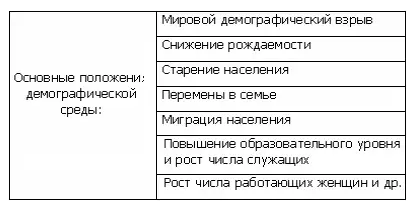 Основные положени;
демографической
среды:
Мировой демографический взрыв
Снижение рождаемости
Старение населения
Перемены в семье
Миграция населения
Повышение образовательного уровня
и рост числа служащих
Рост числа работающих женщин и др.